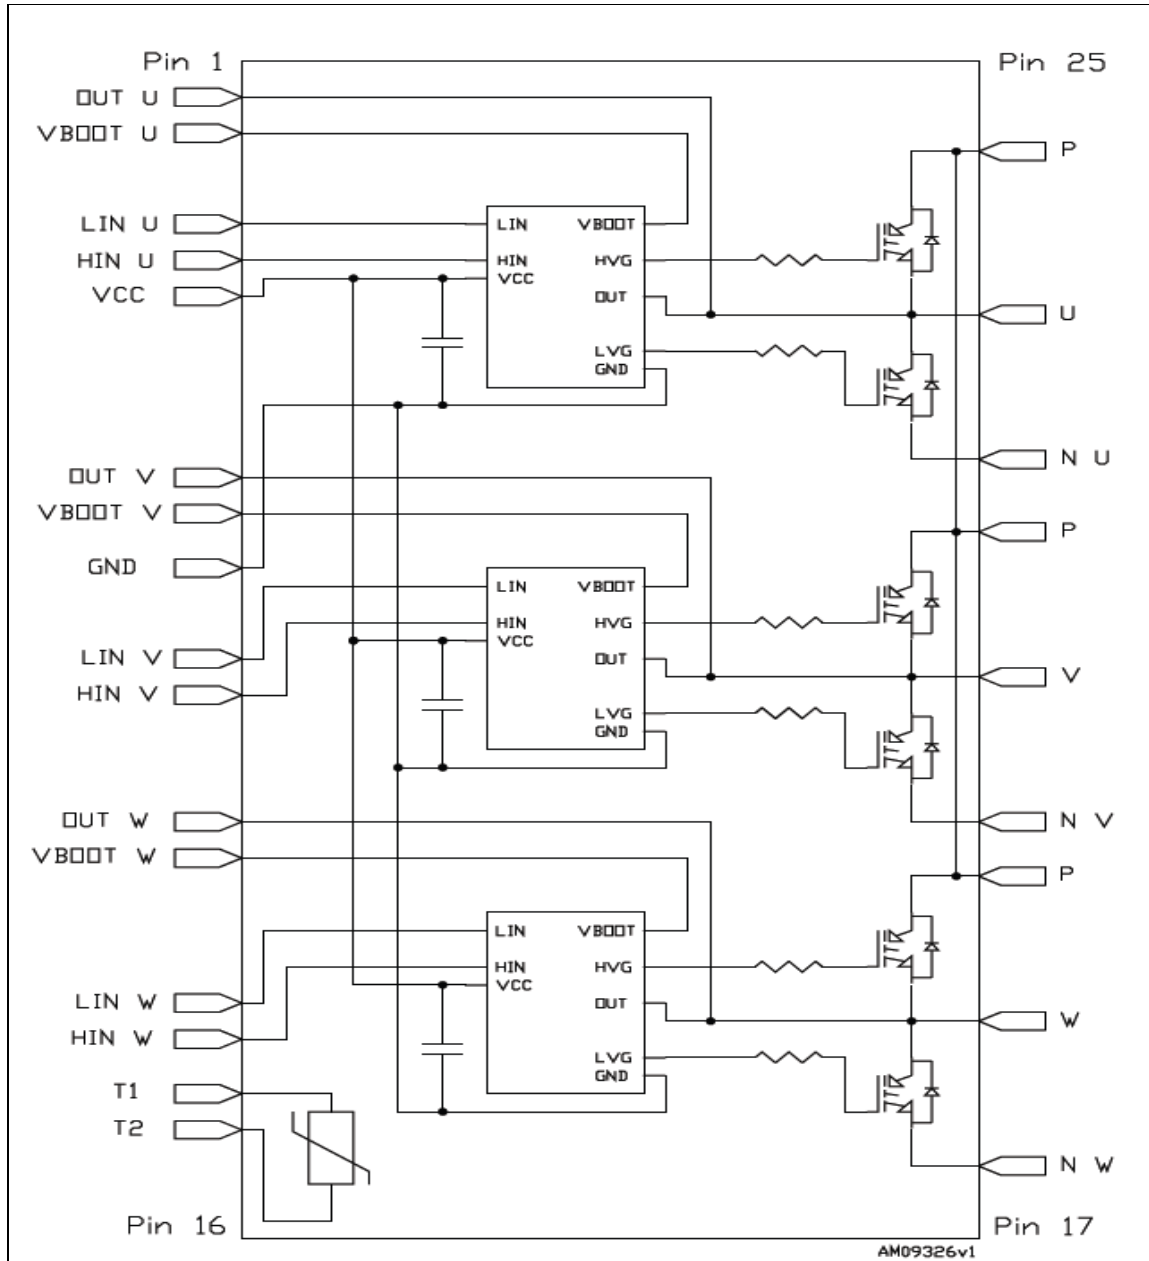 Pin 1
Pin 25
OUT U
VBOOT U
P
LIN U
LIN
VBOOT
HIN U
HIN
HVG
VCC
VCC
OUT
U
LVG
GND
N U
OUT V
VBOOT V
P
GND
LIN
VBOOT
HIN
HVG
VCC
LIN V
OUT
V
HIN V
LVG
GND
OUT W
N V
VBOOT W
P
LIN
VBOOT
HIN
HVG
VCC
LIN W
OUT
W
HIN W
LVG
GND
T1
T2
N W
Pin 16
Pin 17
AM09326v1